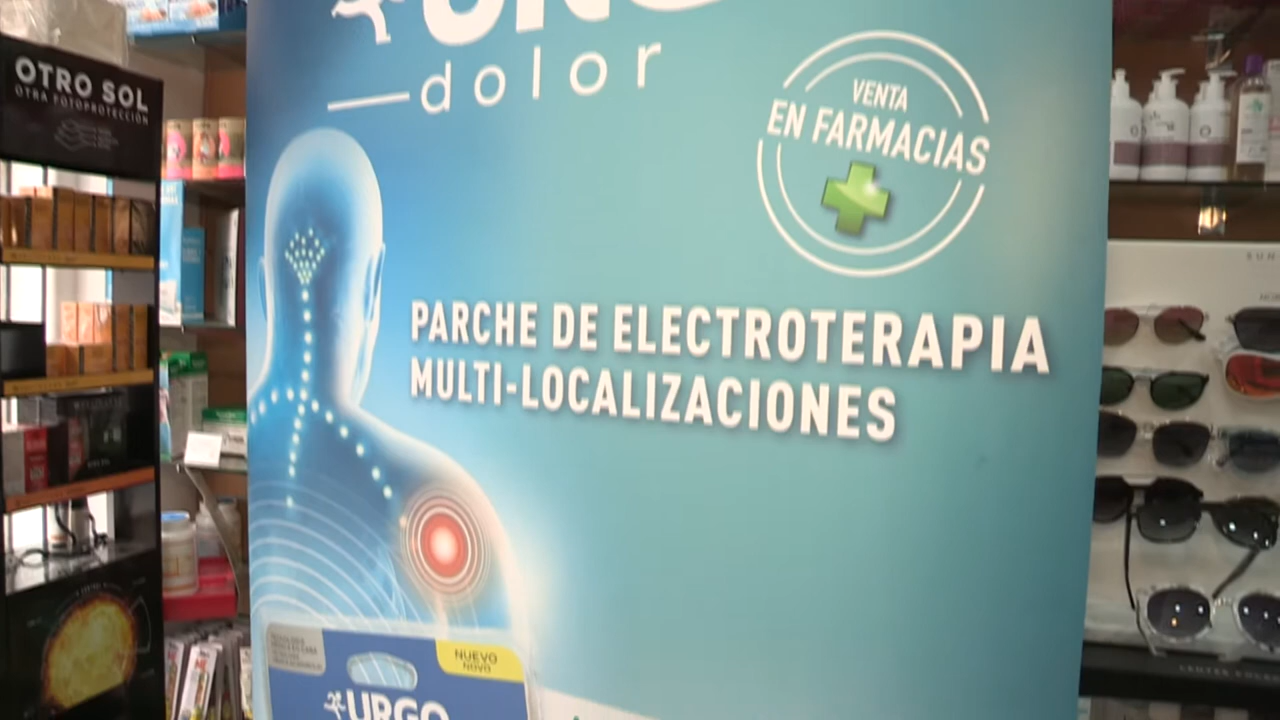 OTRO SOL
OTRA FOTOPROTECCIÓN
dolor
VENTA
EN FARMACIAS
PARCHE DE ELECTROTERAPIA
MULTI-LOCALIZACIONES
NUEVO
NOVO
URGO